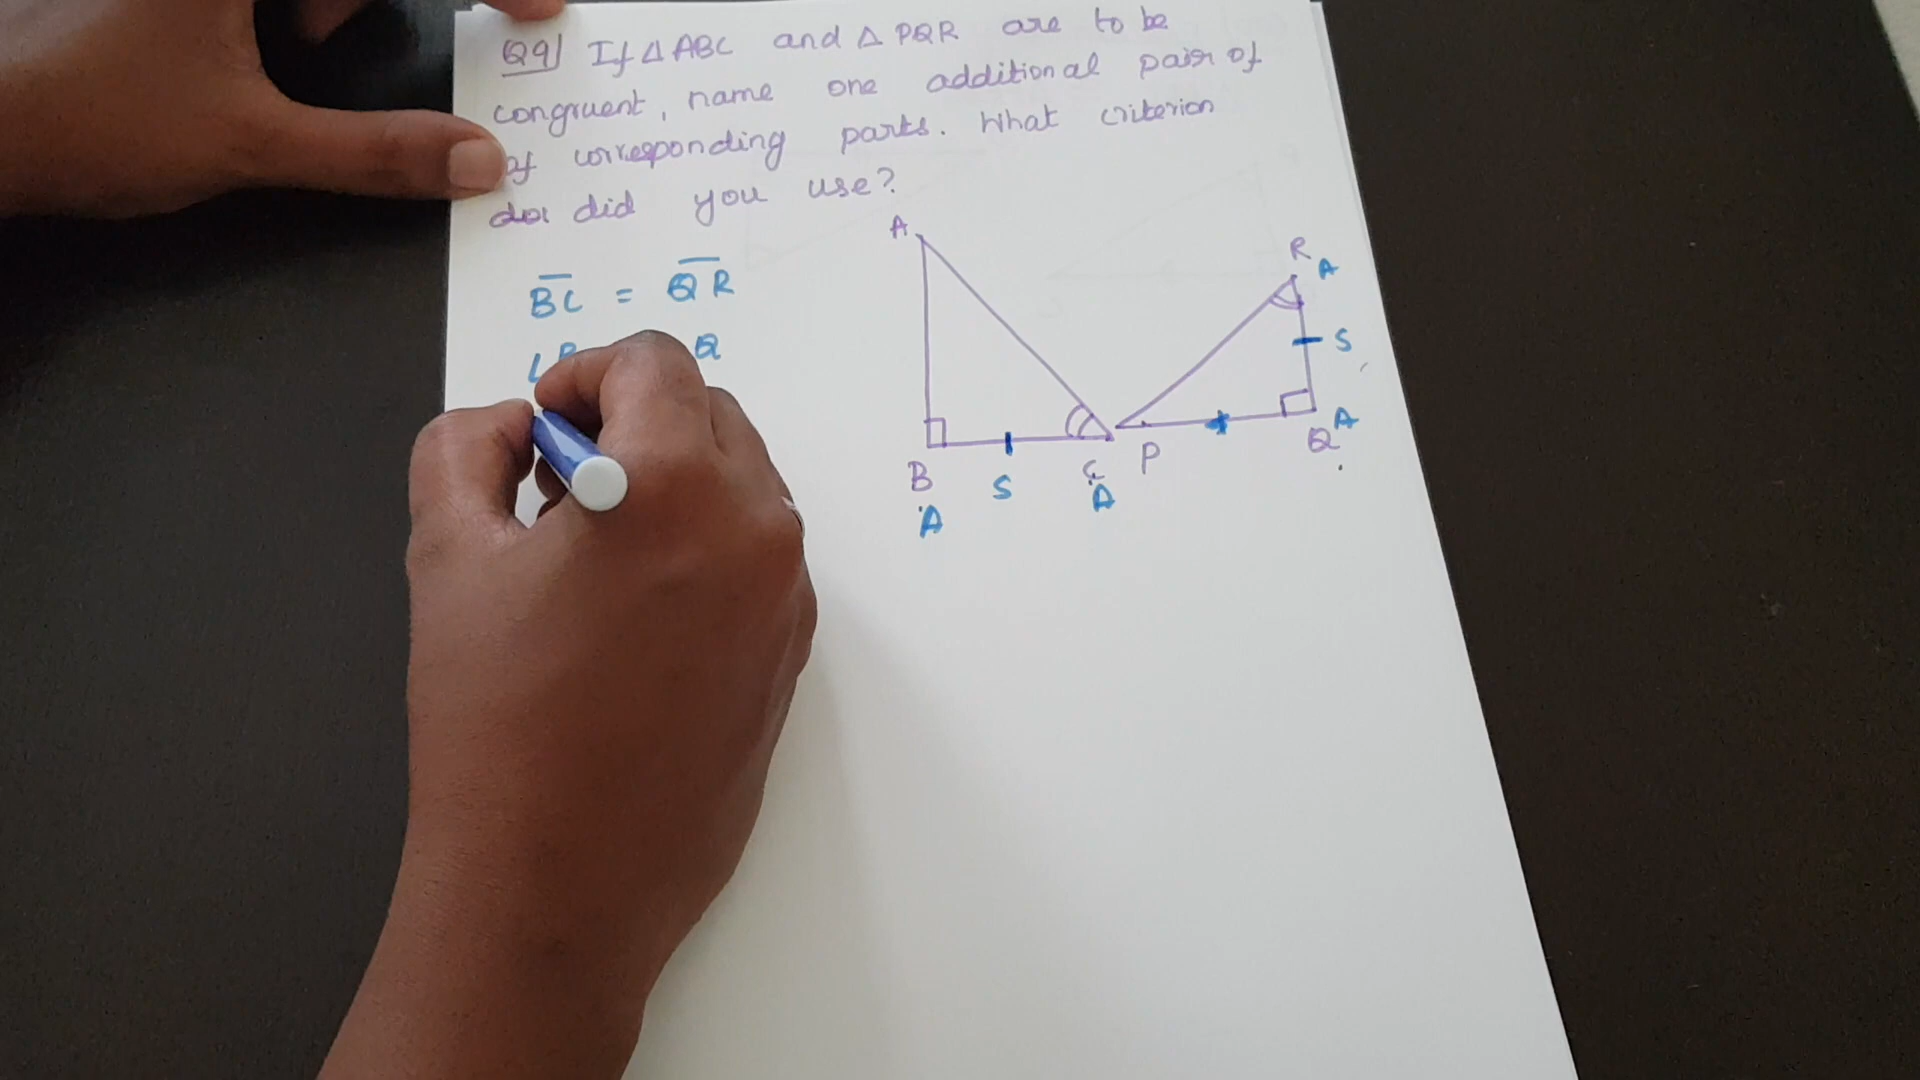 Q9| If △ ABC and △ PQR are to be
congruent, name one additional pair of
of corresponding parts. What criterion
did you use?
BC = QR
∠B Q
A
B
C
S
A
A
P
R
A
S
Q
A